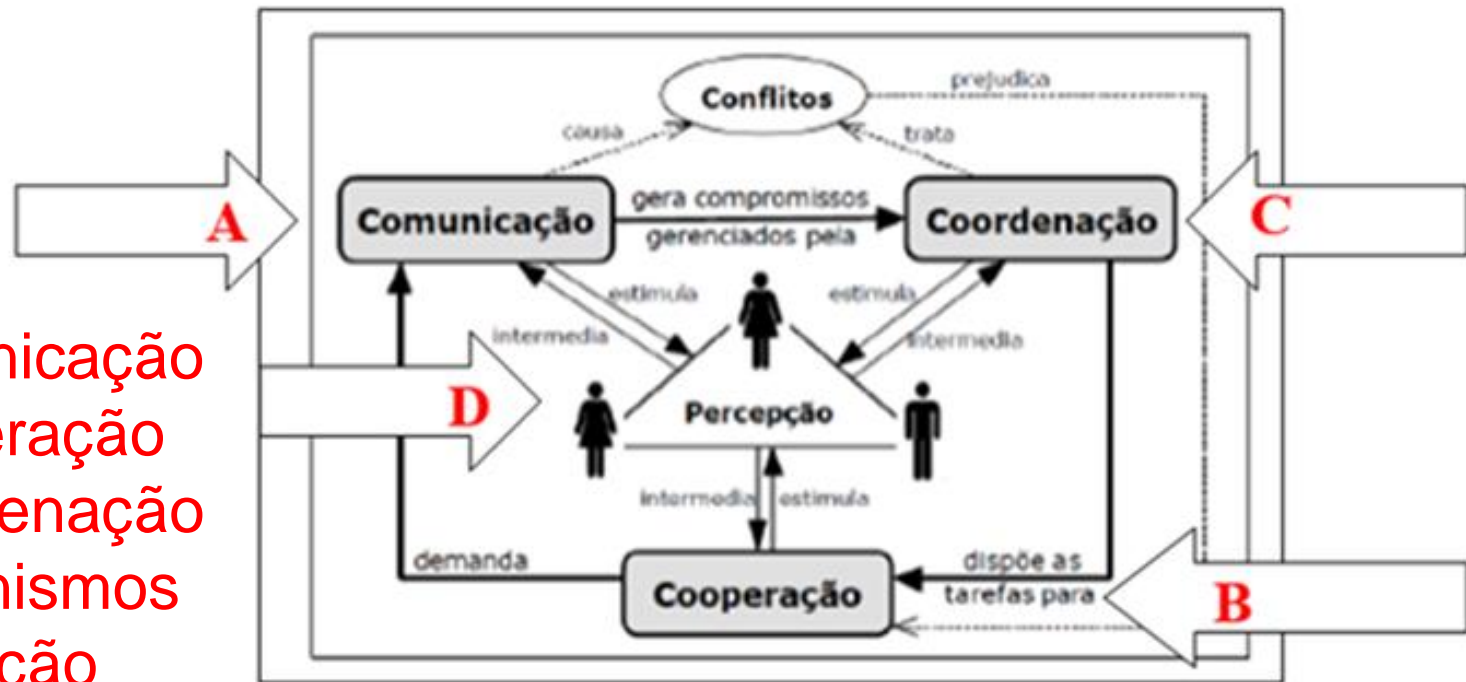 Conflitos
prejudica
causa
trata
A
Comunicação
gera compromissos
gerenciados pela
Coordenação
C
estimula
estimula
intermedia
intermedia
nicação
D
Percepção
eração
enação
intermedia
estimula
nismos
demanda
dispõe as
Cooperação
tarefas para
B
ção